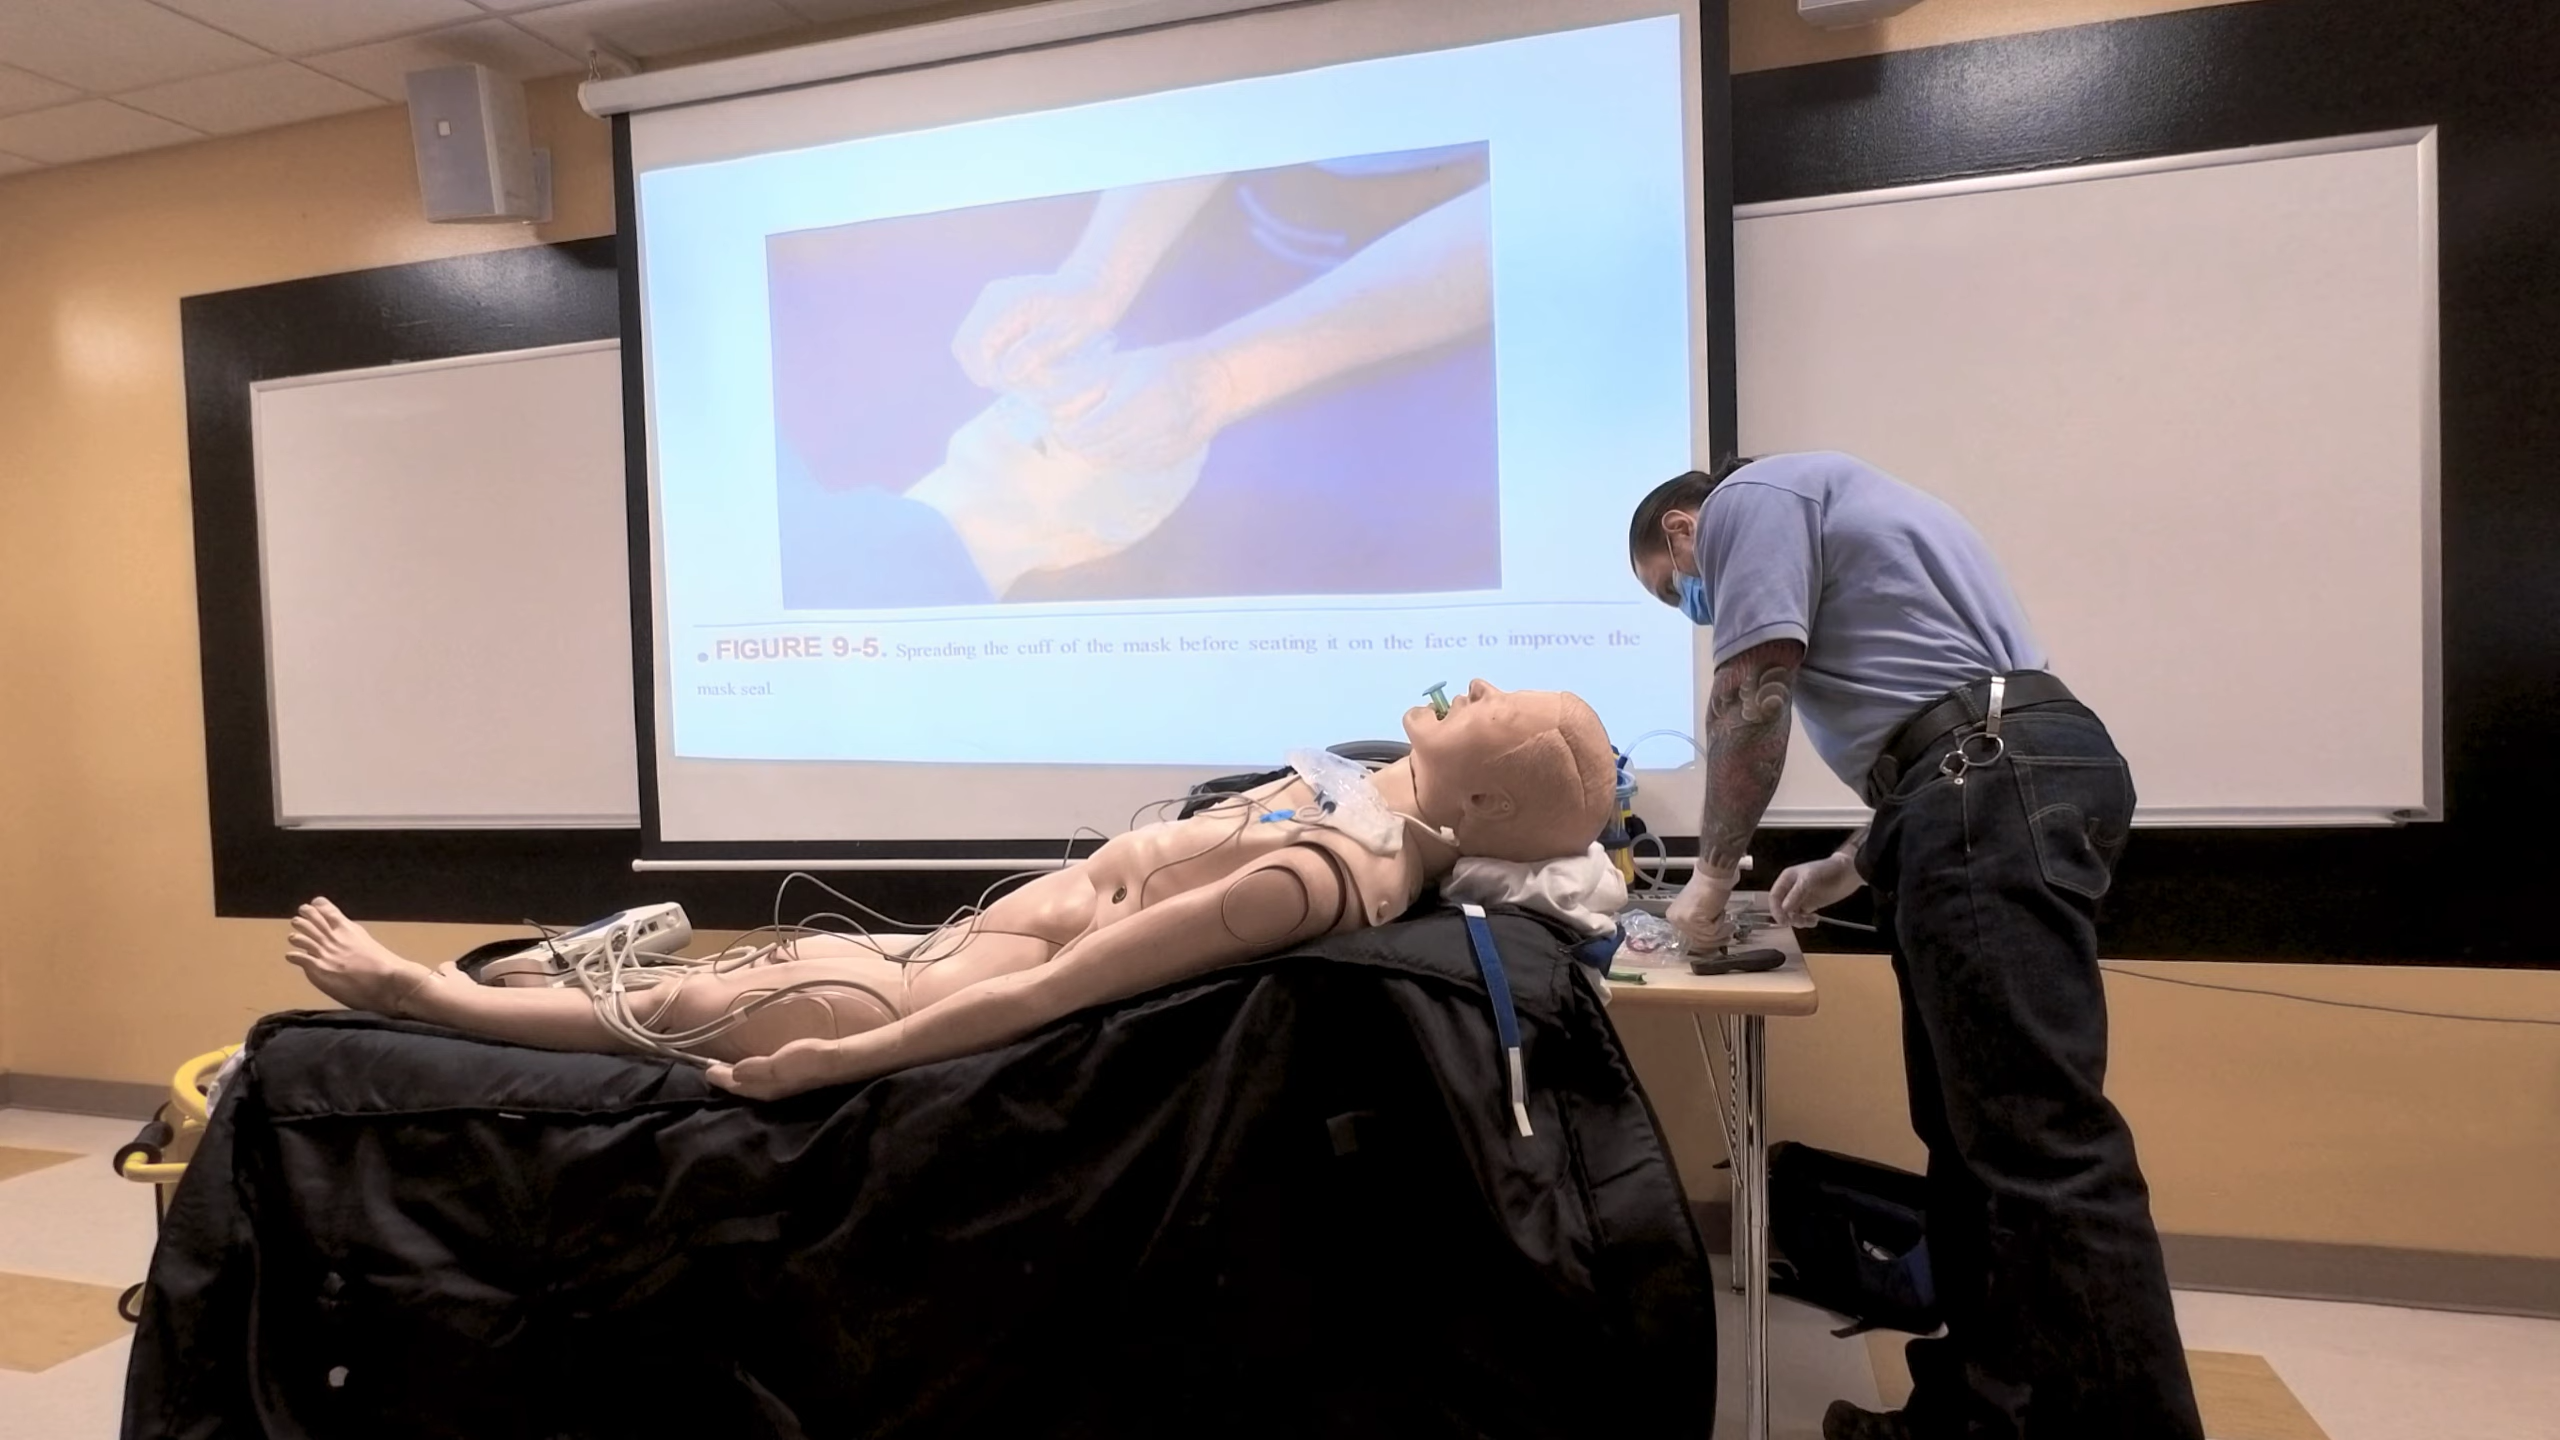 • FIGURE 9-5. Spreading the cuff of the mask before seating it on the face to improve the
mask seal.